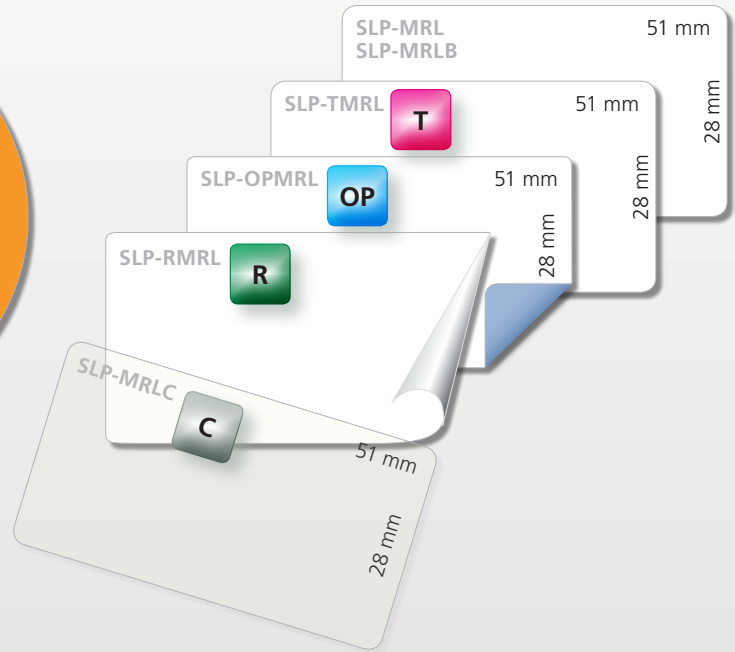 SLP-MRL
SLP-MRLB
51 mm
28 mm
SLP-TMRL
T
51 mm
28 mm
SLP-OPMRL
OP
51 mm
28 mm
SLP-RMRL
R
SLP-MRLC
C
51 mm
28 mm